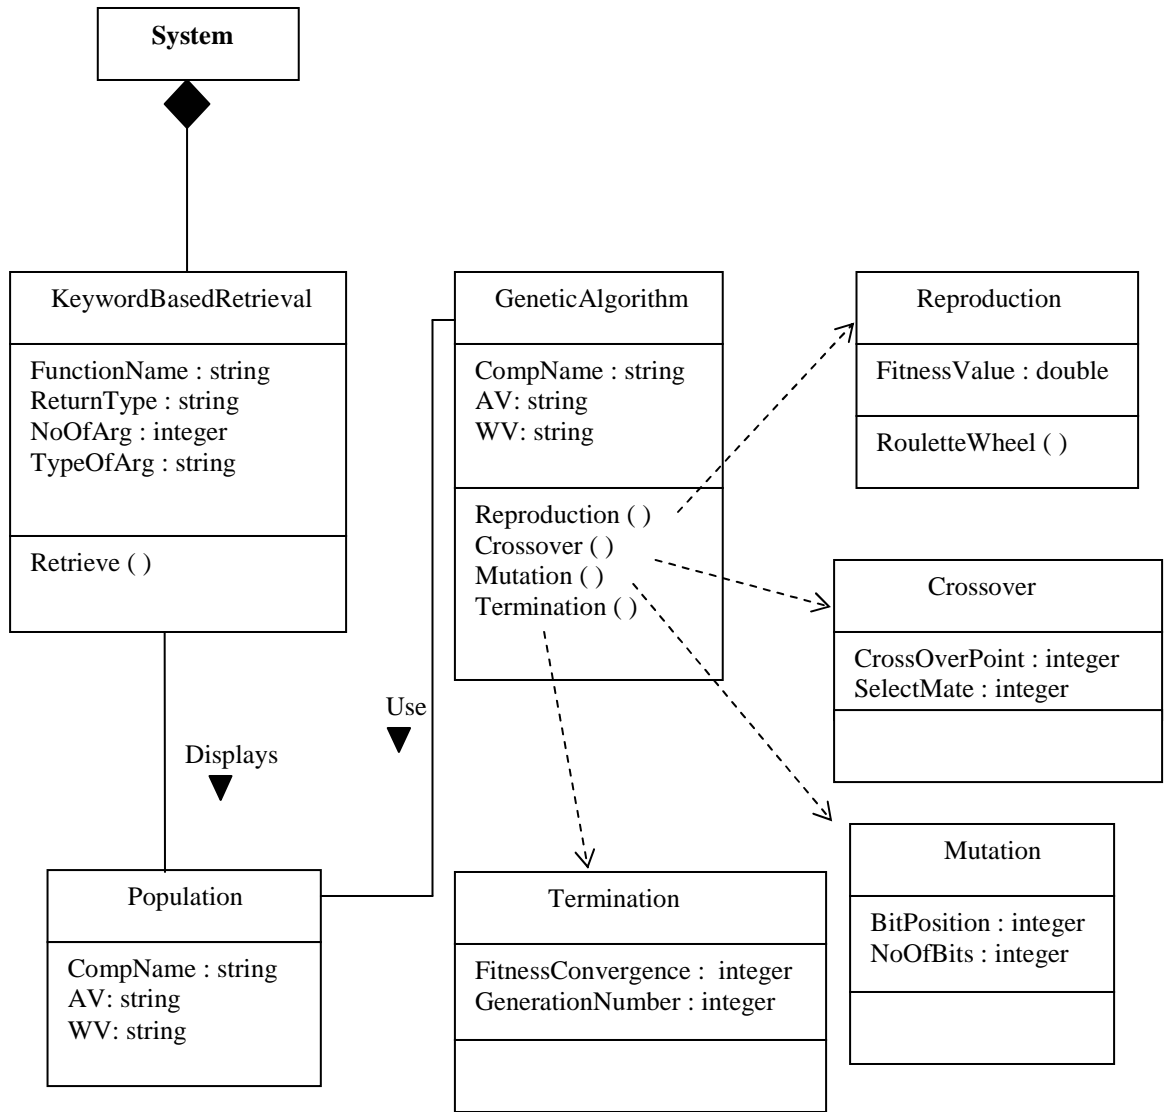 System
KeywordBasedRetrieval
FunctionName : string
ReturnType : string
NoOfArg : integer
TypeOfArg : string
Retrieve ( )
GeneticAlgorithm
CompName : string
AV: string
WV: string
Reproduction ( )
Crossover ( )
Mutation ( )
Termination ( )
Reproduction
FitnessValue : double
RouletteWheel ( )
Crossover
CrossOverPoint : integer
SelectMate : integer
Use
Displays
Population
CompName : string
AV: string
WV: string
Termination
FitnessConvergence : integer
GenerationNumber : integer
Mutation
BitPosition : integer
NoOfBits : integer